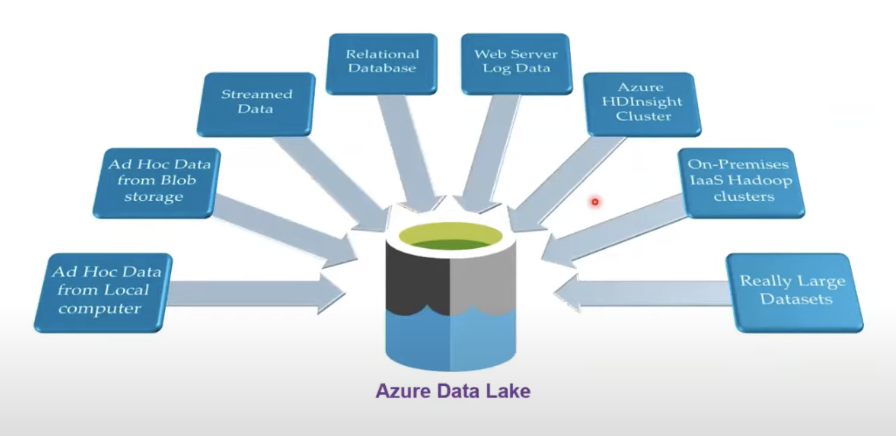 Relational
Database
Web Server
Log Data
Streamed
Data
Azure
HDInsight
Cluster
Ad Hoc Data
from Blob
storage
On-Premises
IaaS Hadoop
clusters
Ad Hoc Data
from Local
computer
Really Large
Datasets
Azure Data Lake